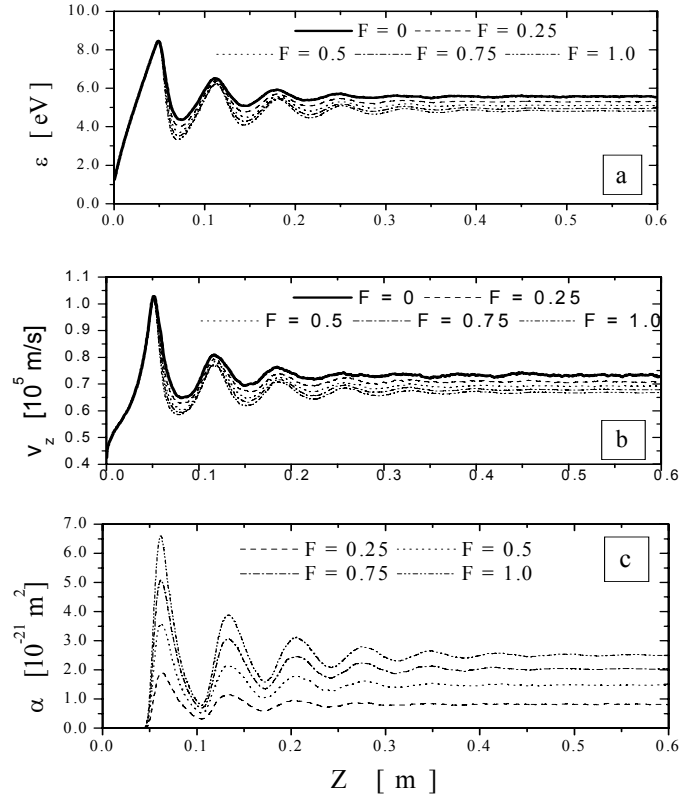 10.0
8.0
6.0
4.0
2.0
0.0
ε [ eV ]
F = 0 F = 0.25
F = 0.5 F = 0.75 F = 1.0
a
0.0 0.1 0.2 0.3 0.4 0.5 0.6
1.1
1.0
0.9
0.8
0.7
0.6
0.5
0.4
v_z [10^5 m/s]
F = 0 F = 0.25
F = 0.5 F = 0.75 F = 1.0
b
0.0 0.1 0.2 0.3 0.4 0.5 0.6
7.0
6.0
5.0
4.0
3.0
2.0
1.0
0.0
α [10^-21 m^2]
F = 0.25 F = 0.5
F = 0.75 F = 1.0
c
0.0 0.1 0.2 0.3 0.4 0.5 0.6
Z [ m ]